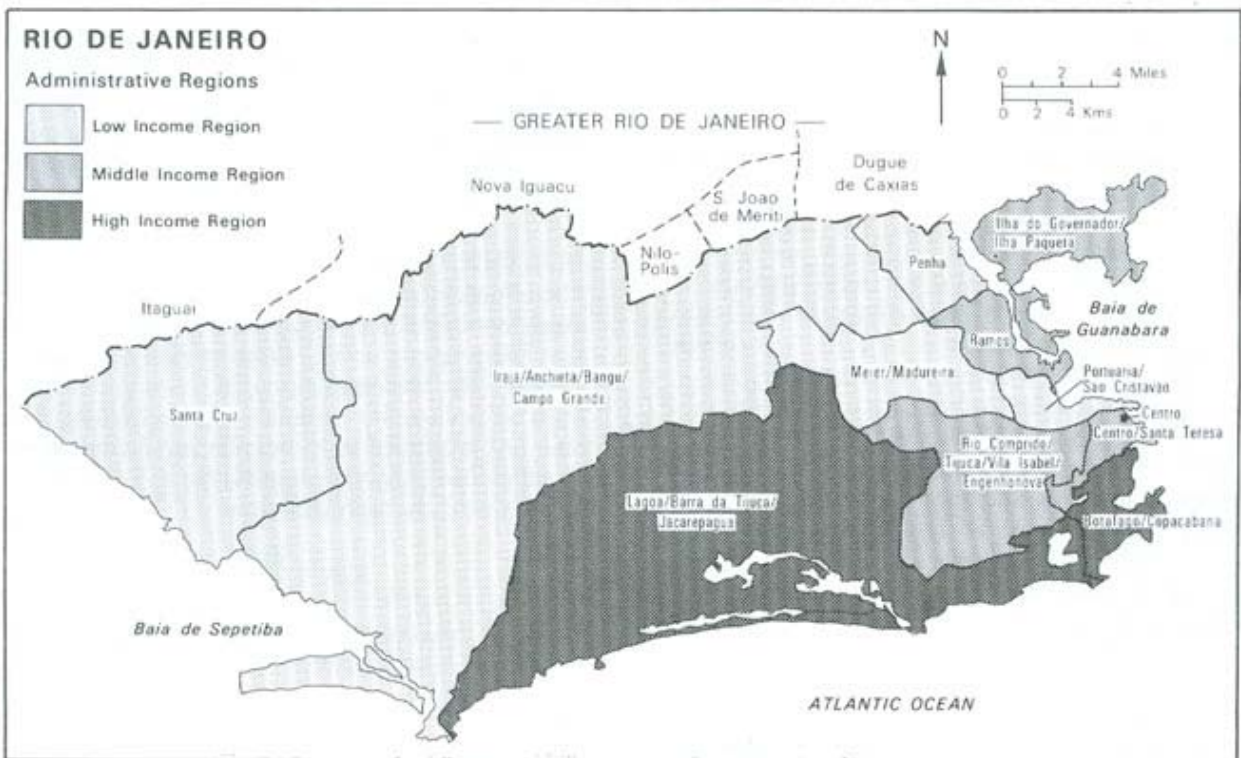 RIO DE JANEIRO
Administrative Regions
Low Income Region
Middle Income Region
High Income Region
N
0 2 4 Miles
0 2 4 Kms
— GREATER RIO DE JANEIRO —
Nova Iguacu
S. Joao
de Meriti
Dugue
de Caxias
Nilo-
Polis
Itaguai
Penha
Ilha do Governador/
Ilha Paqueta
Baia de
Guanabara
Ramos
Santa Cruz
Iraja/Anchieta/Bangu/
Campo Grande
Meier/Madureira
Portuaria/
Sao Cristavao
Centro
Centro/Santa Teresa
Rio Comprido/
Tijuca/Vila Isabel/
Engenhonova
Lagoa/Barra da Tijuca/
Jacarepagua
Botafago/Copacabana
Baia de Sepetiba
ATLANTIC OCEAN